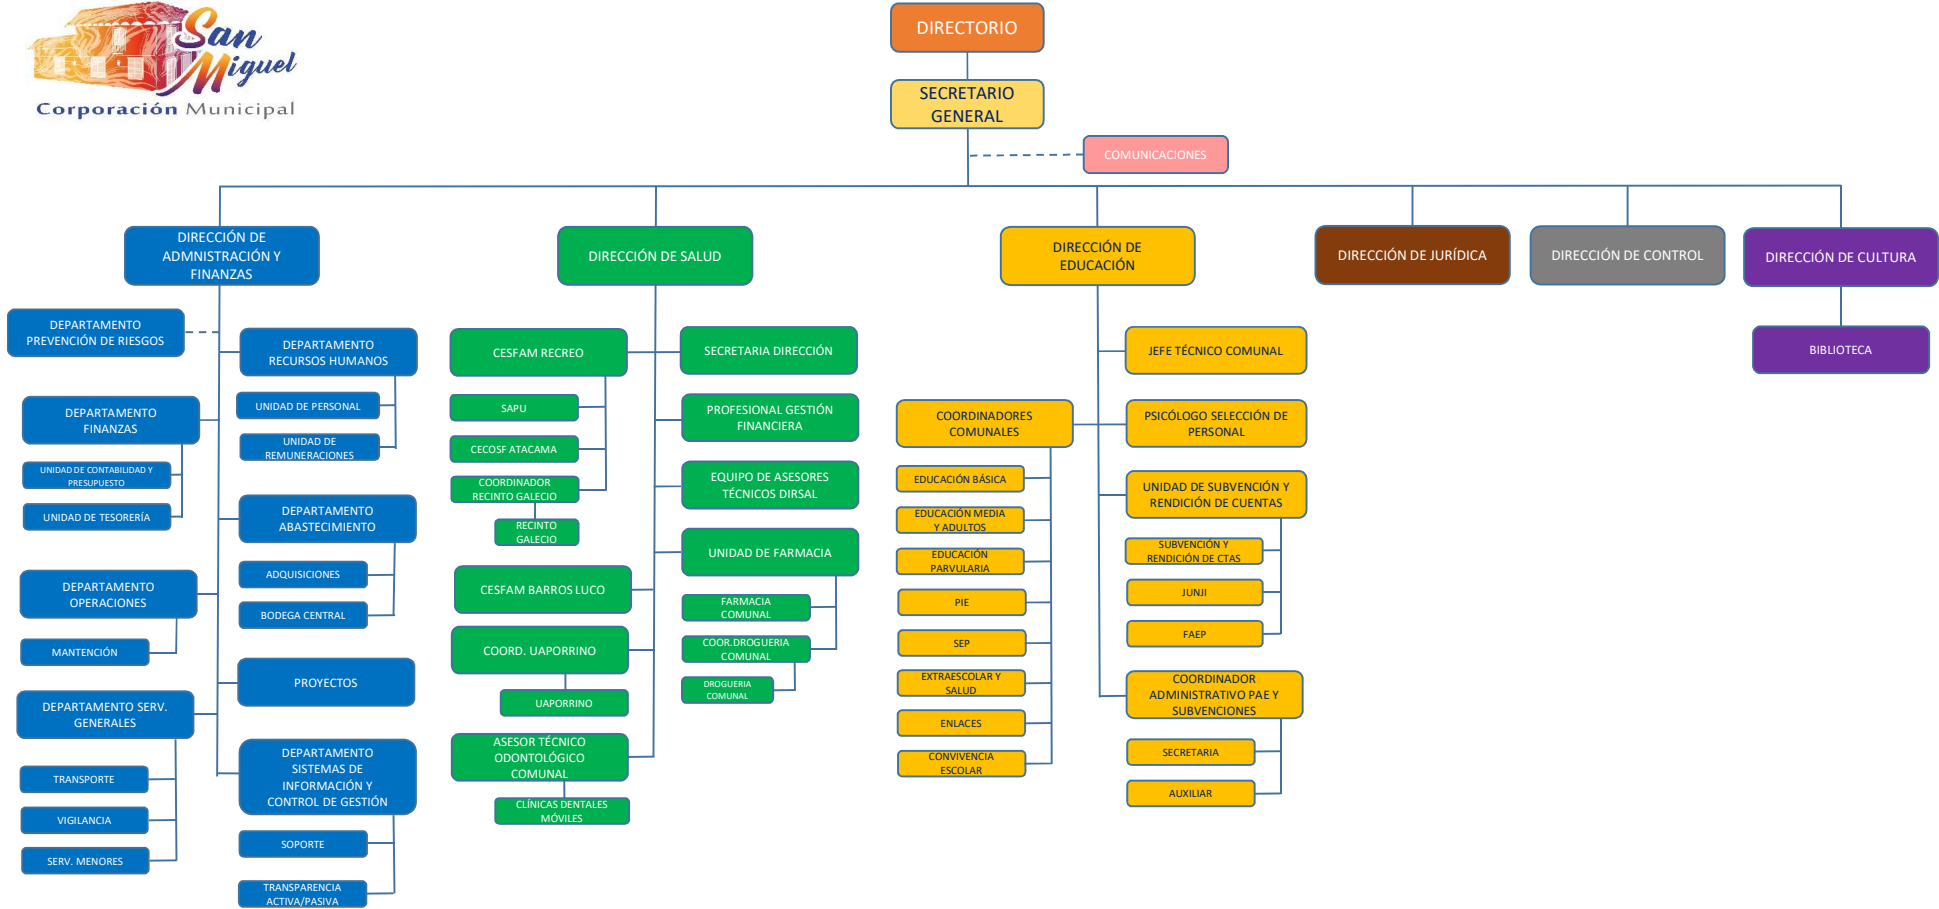 San
Miguel
Corporación Municipal
DIRECTORIO
SECRETARIO
GENERAL
COMUNICACIONES
DIRECCIÓN DE
ADMNISTRACIÓN Y
FINANZAS
DEPARTAMENTO
PREVENCIÓN DE RIESGOS
DEPARTAMENTO
RECURSOS HUMANOS
UNIDAD DE PERSONAL
UNIDAD DE
REMUNERACIONES
DEPARTAMENTO
FINANZAS
UNIDAD DE CONTABILIDAD Y
PRESUPUESTO
UNIDAD DE TESORERÍA
DEPARTAMENTO
ABASTECIMIENTO
ADQUISICIONES
BODEGA CENTRAL
DEPARTAMENTO
OPERACIONES
MANTENCIÓN
PROYECTOS
DEPARTAMENTO SERV.
GENERALES
TRANSPORTE
VIGILANCIA
SERV. MENORES
DEPARTAMENTO
SISTEMAS DE
INFORMACIÓN Y
CONTROL DE GESTIÓN
SOPORTE
TRANSPARENCIA
ACTIVA/PASIVA
DIRECCIÓN DE SALUD
CESFAM RECREO
SAPU
CECOSF ATACAMA
COORDINADOR
RECINTO GALECIO
RECINTO
GALECIO
CESFAM BARROS LUCO
COORD. UAPORRINO
UAPORRINO
ASESOR TÉCNICO
ODONTOLÓGICO
COMUNAL
CLÍNICAS DENTALES
MÓVILES
SECRETARIA DIRECCIÓN
PROFESIONAL GESTIÓN
FINANCIERA
EQUIPO DE ASESORES
TÉCNICOS DIRSAL
UNIDAD DE FARMACIA
FARMACIA
COMUNAL
COOR.DROGUERIA
COMUNAL
DROGUERIA
COMUNAL
DIRECCIÓN DE
EDUCACIÓN
COORDINADORES
COMUNALES
EDUCACIÓN BÁSICA
EDUCACIÓN MEDIA
Y ADULTOS
EDUCACIÓN
PARVULARIA
PIE
SEP
EXTRAESCOLAR Y
SALUD
ENLACES
CONVIVENCIA
ESCOLAR
JEFE TÉCNICO COMUNAL
PSICÓLOGO SELECCIÓN DE
PERSONAL
UNIDAD DE SUBVENCIÓN Y
RENDICIÓN DE CUENTAS
SUBVENCIÓN Y
RENDICIÓN DE CTAS
JUNJI
FAEP
COORDINADOR
ADMINISTRATIVO PAE Y
SUBVENCIONES
SECRETARIA
AUXILIAR
DIRECCIÓN DE JURÍDICA
DIRECCIÓN DE CONTROL
DIRECCIÓN DE CULTURA
BIBLIOTECA